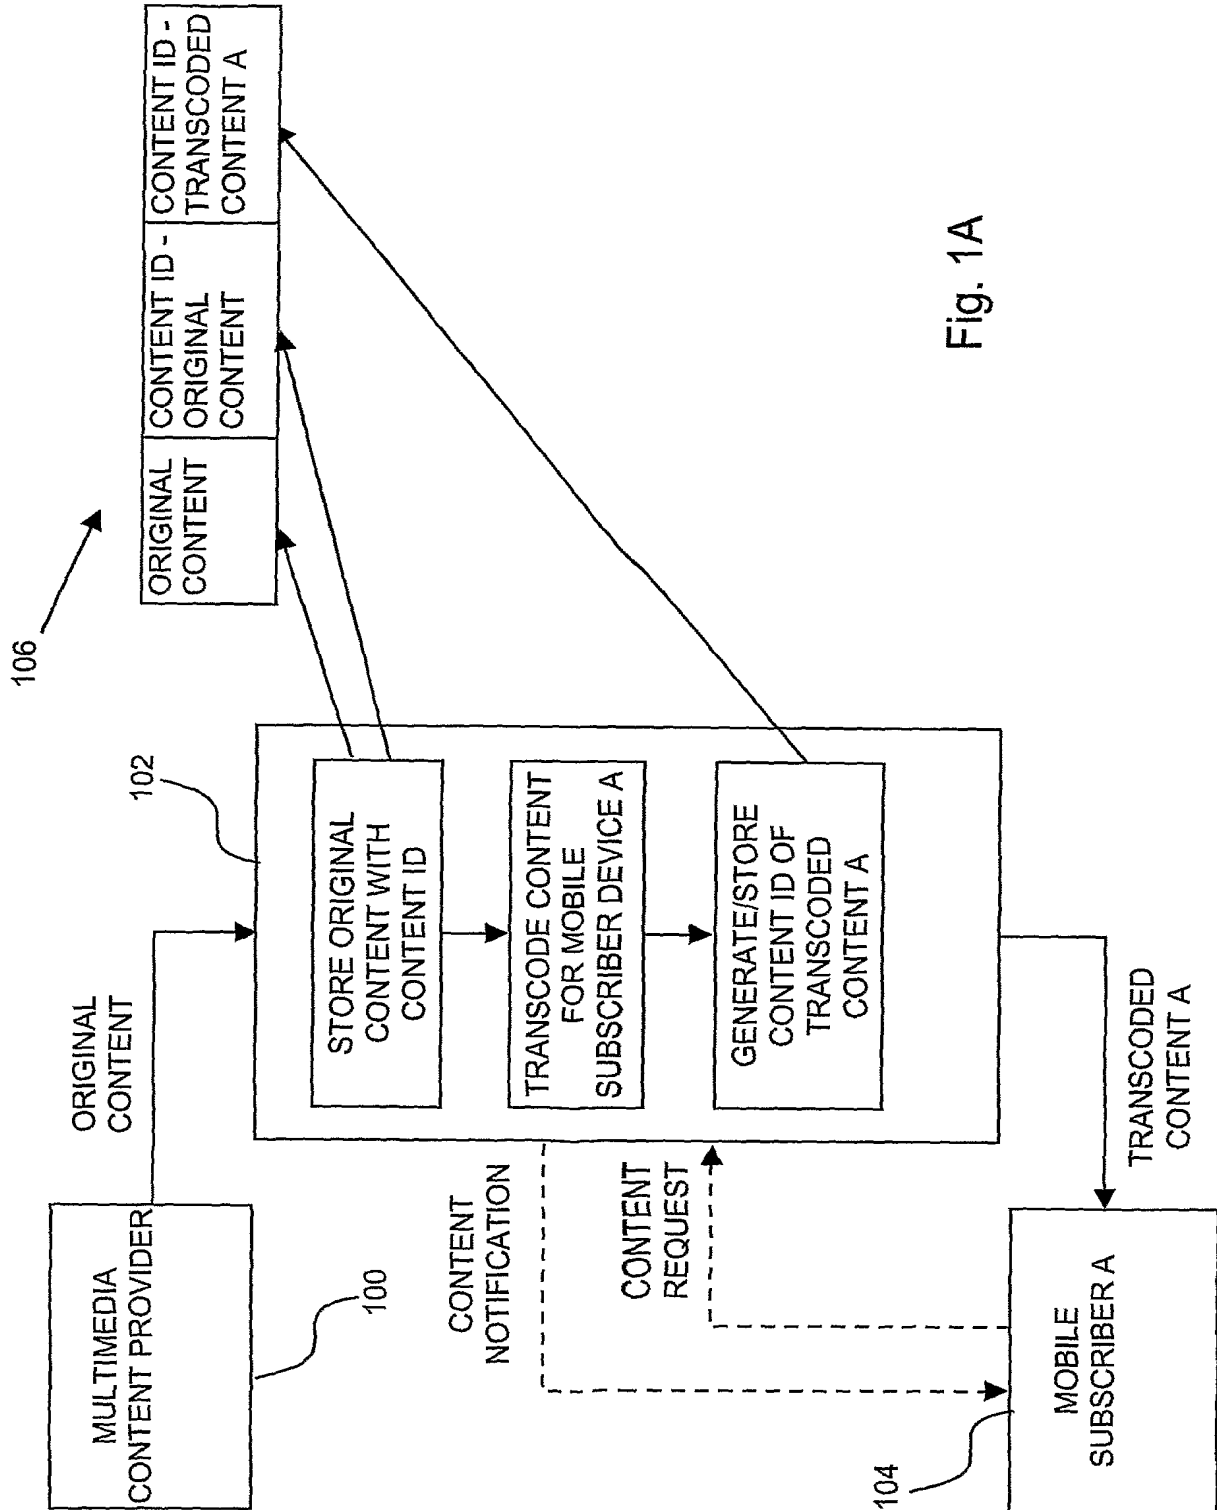 MULTIMEDIA
CONTENT PROVIDER
100
ORIGINAL
CONTENT
102
STORE ORIGINAL
CONTENT WITH
CONTENT ID
TRANSCODE CONTENT
FOR MOBILE
SUBSCRIBER DEVICE A
GENERATE/STORE
CONTENT ID OF
TRANSCODED
CONTENT A
CONTENT
NOTIFICATION
CONTENT
REQUEST
MOBILE
SUBSCRIBER A
104
TRANSCODED
CONTENT A
106
ORIGINAL
CONTENT
CONTENT ID -
ORIGINAL
CONTENT
CONTENT ID -
TRANSCODED
CONTENT A
Fig. 1A